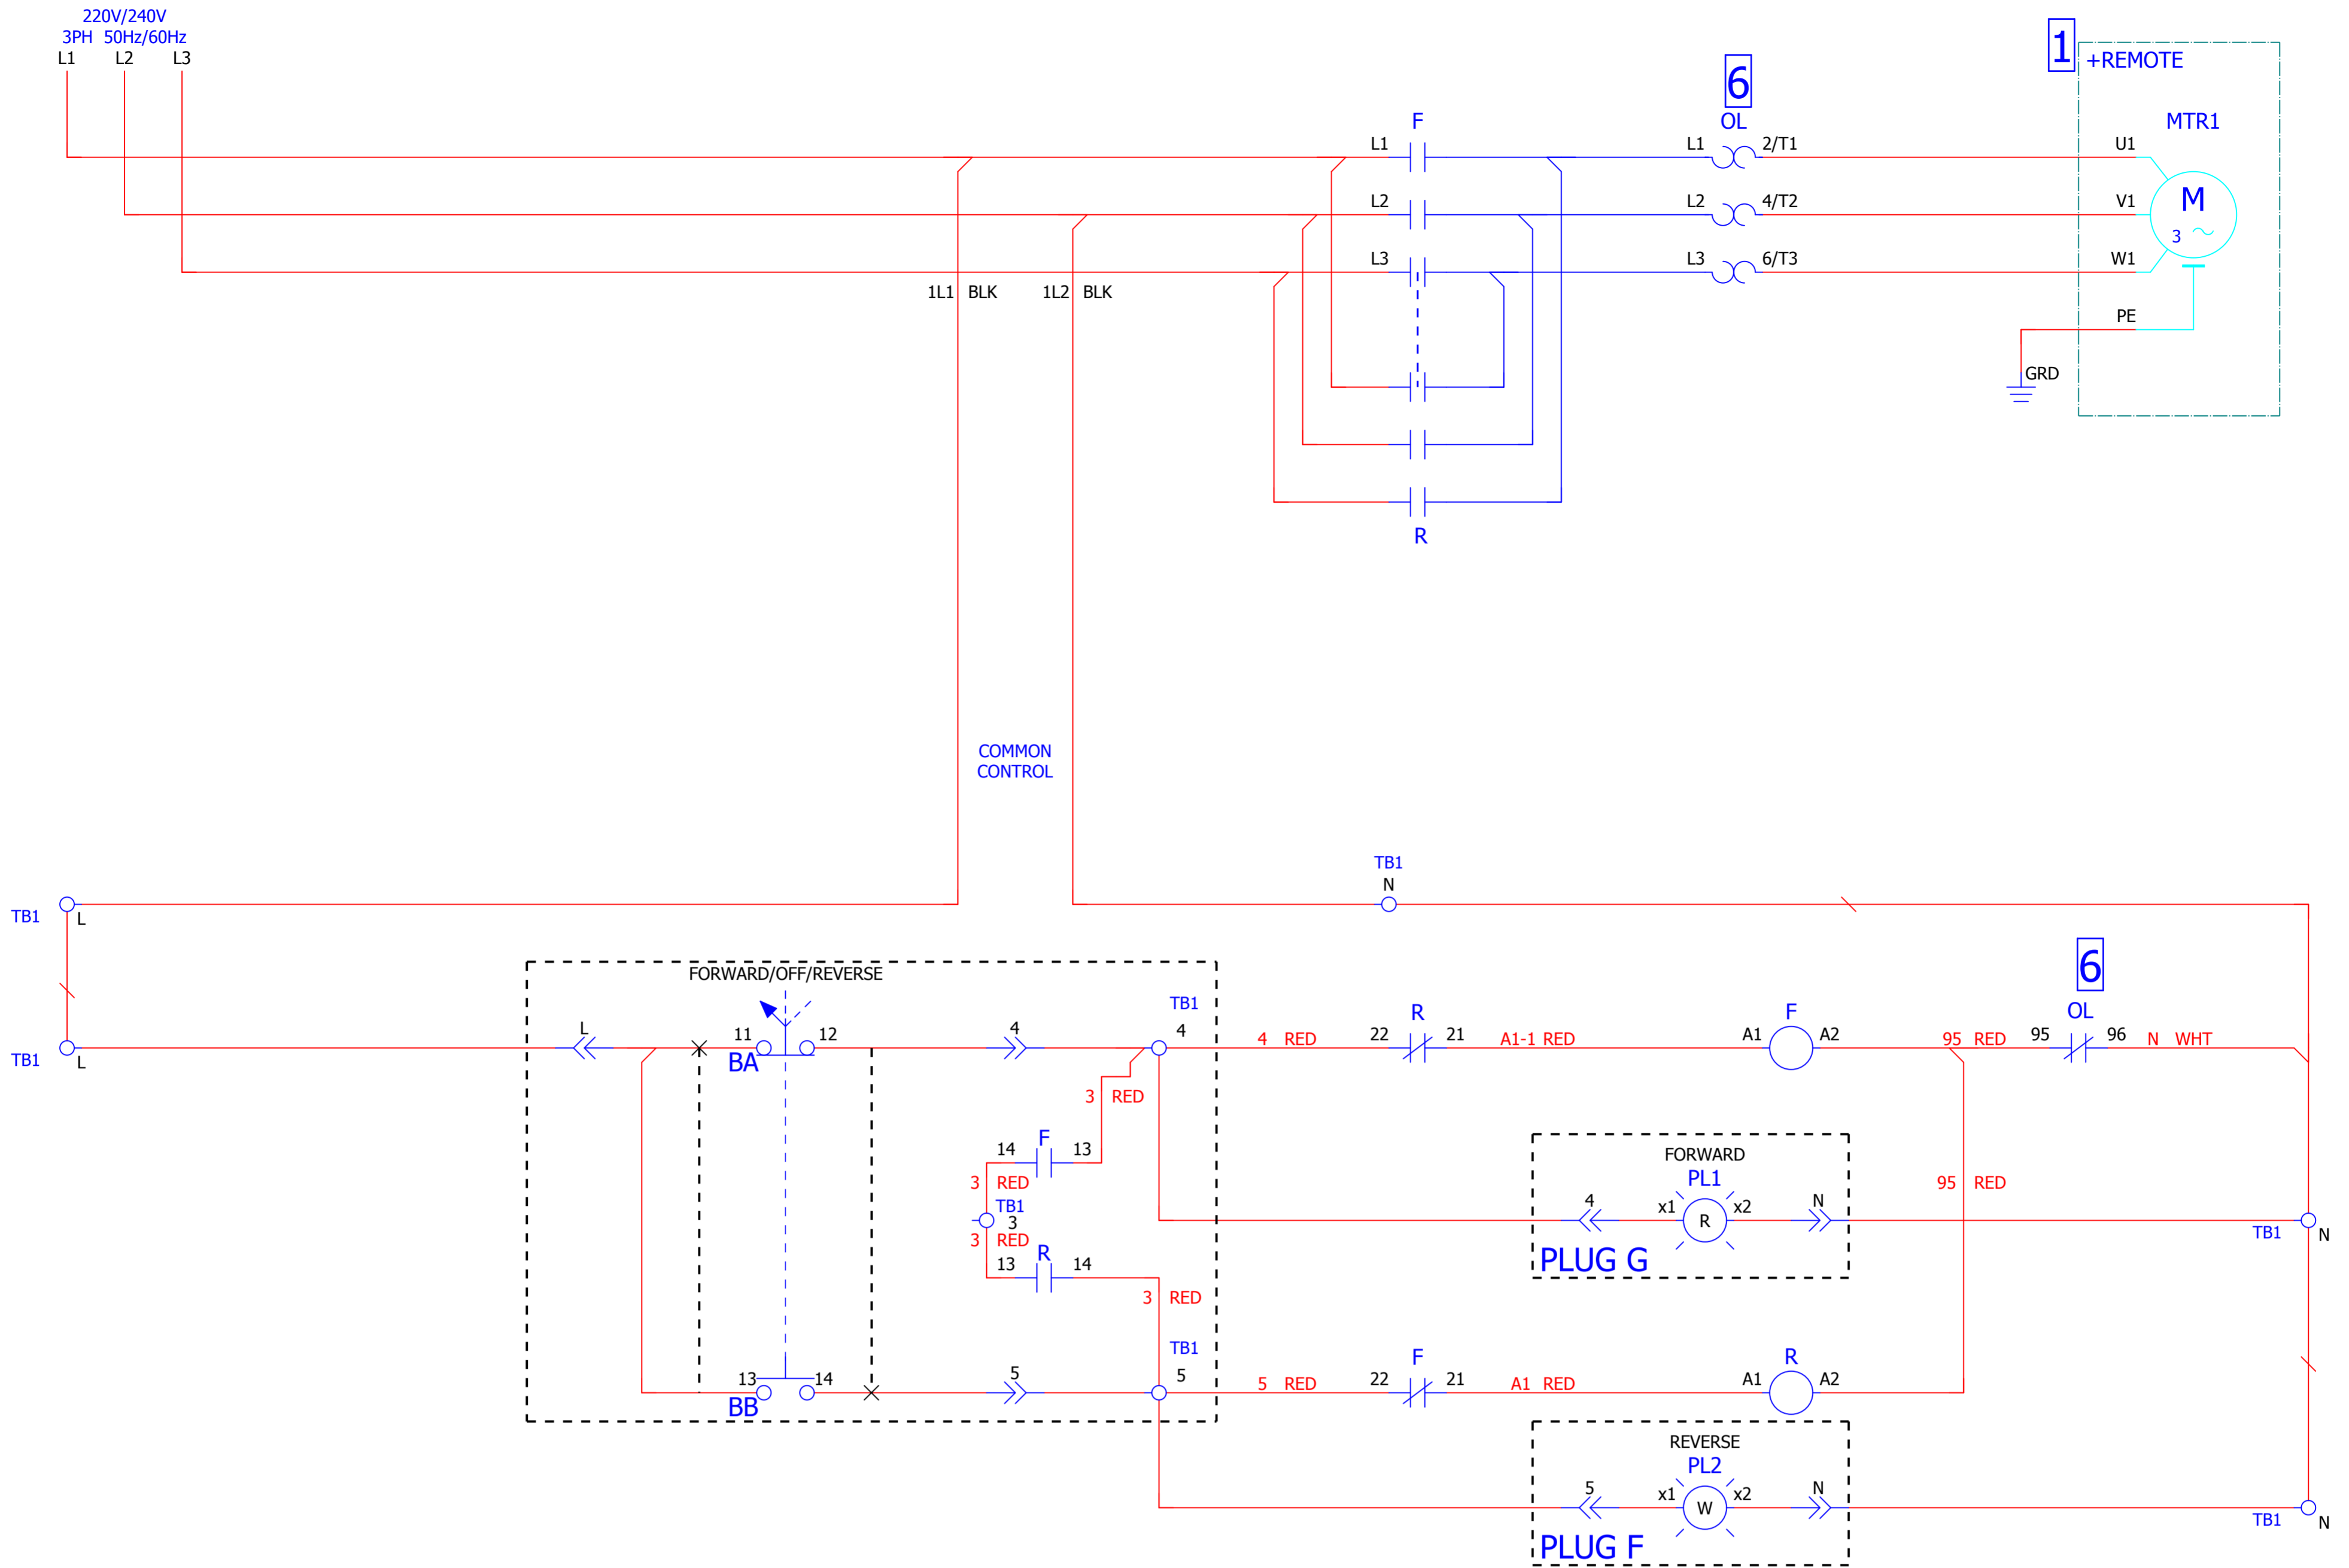 220V/240V
3PH 50Hz/60Hz
L1 L2 L3
1 +REMOTE
6
OL
F
MTR1
L1 L1 2/T1 U1
M
3
L2 L2 4/T2 V1
L3 L3 6/T3 W1
1L1 BLK 1L2 BLK
PE
GRD
R
COMMON
CONTROL
TB1
N
TB1 L
6
FORWARD/OFF/REVERSE
TB1
R F OL
L 11 12 4 4
4 RED 22 21 A1-1 RED A1 A2 95 RED 95 96 N WHT
TB1 L
BA
3 RED
14 F 13
FORWARD
PL1
3 RED
95 RED
TB1
3
4 x1 R x2 N
TB1 N
3 RED
R
13 14
PLUG G
3 RED
TB1
F R
13 14 5 5
5 RED 22 21 A1 RED A1 A2
BB
REVERSE
PL2
5 x1 W x2 N
TB1 N
PLUG F